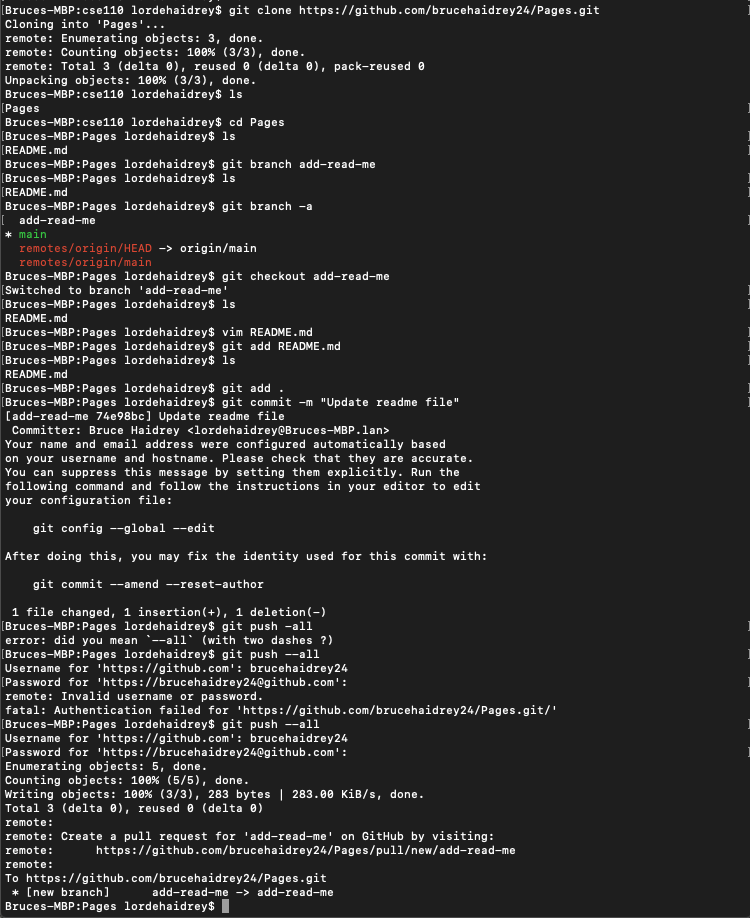 [Bruces-MBP:cse110 lordehaidrey$ git clone https://github.com/brucehaidrey24/Pages.git ]
Cloning into 'Pages'...
remote: Enumerating objects: 3, done.
remote: Counting objects: 100% (3/3), done.
remote: Total 3 (delta 0), reused 0 (delta 0), pack-reused 0
Unpacking objects: 100% (3/3), done.
Bruces-MBP:cse110 lordehaidrey$ ls
[Pages ]
Bruces-MBP:cse110 lordehaidrey$ cd Pages
[Bruces-MBP:Pages lordehaidrey$ ls ]
[README.md ]
Bruces-MBP:Pages lordehaidrey$ git branch add-read-me
[Bruces-MBP:Pages lordehaidrey$ ls ]
[README.md ]
Bruces-MBP:Pages lordehaidrey$ git branch -a
[  add-read-me ]
* main
  remotes/origin/HEAD -> origin/main
  remotes/origin/main
Bruces-MBP:Pages lordehaidrey$ git checkout add-read-me
[Switched to branch 'add-read-me' ]
[Bruces-MBP:Pages lordehaidrey$ ls ]
README.md
[Bruces-MBP:Pages lordehaidrey$ vim README.md ]
[Bruces-MBP:Pages lordehaidrey$ git add README.md ]
[Bruces-MBP:Pages lordehaidrey$ ls ]
README.md
[Bruces-MBP:Pages lordehaidrey$ git add . ]
[Bruces-MBP:Pages lordehaidrey$ git commit -m "Update readme file" ]
[add-read-me 74e98bc] Update readme file
 Committer: Bruce Haidrey <lordehaidrey@Bruces-MBP.lan>
Your name and email address were configured automatically based
on your username and hostname. Please check that they are accurate.
You can suppress this message by setting them explicitly. Run the
following command and follow the instructions in your editor to edit
your configuration file:

    git config --global --edit

After doing this, you may fix the identity used for this commit with:

    git commit --amend --reset-author

 1 file changed, 1 insertion(+), 1 deletion(-)
[Bruces-MBP:Pages lordehaidrey$ git push -all ]
error: did you mean `--all` (with two dashes ?)
[Bruces-MBP:Pages lordehaidrey$ git push --all ]
Username for 'https://github.com': brucehaidrey24
[Password for 'https://brucehaidrey24@github.com': ]
remote: Invalid username or password.
fatal: Authentication failed for 'https://github.com/brucehaidrey24/Pages.git/'
[Bruces-MBP:Pages lordehaidrey$ git push --all ]
Username for 'https://github.com': brucehaidrey24
[Password for 'https://brucehaidrey24@github.com': ]
Enumerating objects: 5, done.
Counting objects: 100% (5/5), done.
Writing objects: 100% (3/3), 283 bytes | 283.00 KiB/s, done.
Total 3 (delta 0), reused 0 (delta 0)
remote:
remote: Create a pull request for 'add-read-me' on GitHub by visiting:
remote:      https://github.com/brucehaidrey24/Pages/pull/new/add-read-me
remote:
To https://github.com/brucehaidrey24/Pages.git
 * [new branch]      add-read-me -> add-read-me
Bruces-MBP:Pages lordehaidrey$